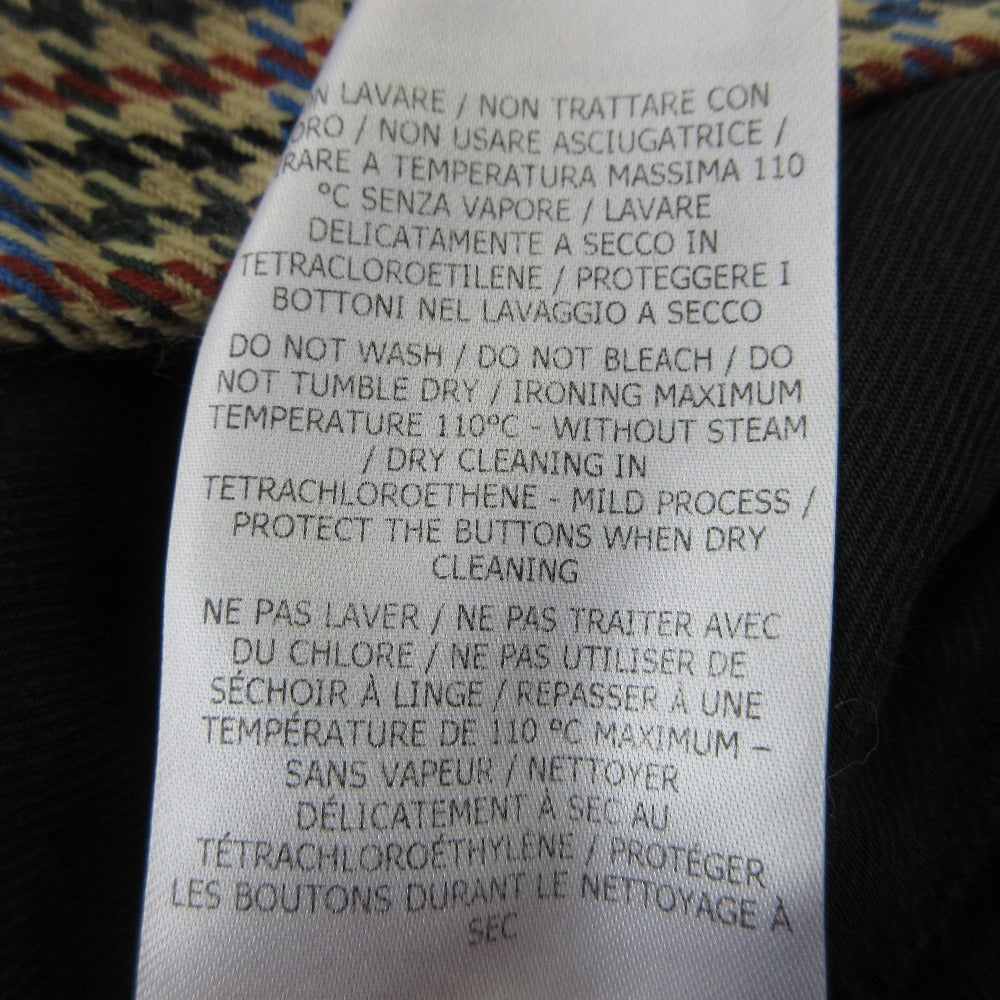 LAVARE / NON TRATTARE CON
/ NON USARE ASCIUGATRICE /
A TEMPERATURA MASSIMA 110
ºC SENZA VAPORE / LAVARE
DELICATAMENTE A SECCO IN
TETRACLOROETILENE / PROTEGGERE I
BOTTONI NEL LAVAGGIO A SECCO
DO NOT WASH / DO NOT BLEACH / DO
NOT TUMBLE DRY / IRONING MAXIMUM
TEMPERATURE 110ºC - WITHOUT STEAM
/ DRY CLEANING IN
TETRACHLOROETHENE - MILD PROCESS /
PROTECT THE BUTTONS WHEN DRY
CLEANING
NE PAS LAVER / NE PAS TRAITER AVEC
DU CHLORE / NE PAS UTILISER DE
SÉCHOIR À LINGE / REPASSER À UNE
TEMPÉRATURE DE 110 ºC MAXIMUM –
SANS VAPEUR / NETTOYER
DÉLICATEMENT À SEC AU
TÉTRACHLOROÉTHYLÈNE / PROTÉGER
LES BOUTONS DURANT LE NETTOYAGE À
SEC